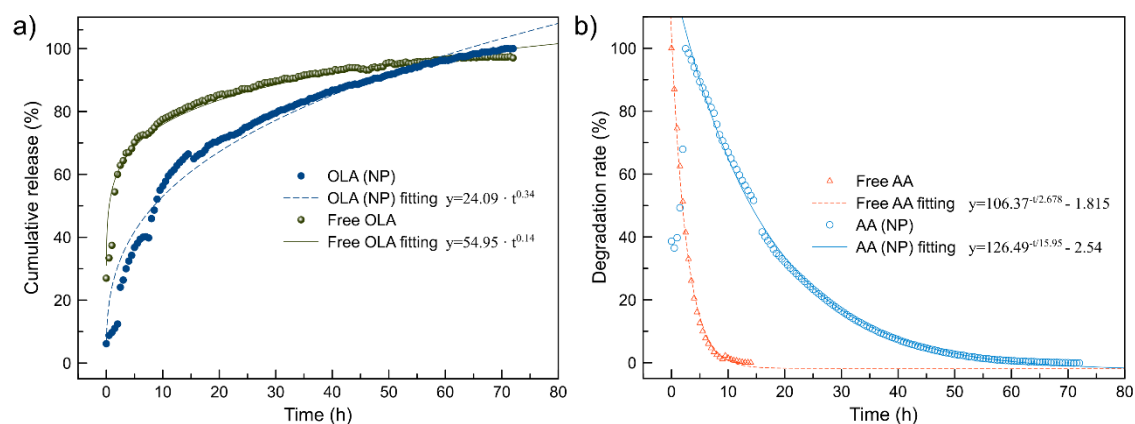 a)
Cumulative release (%)
100
80
60
40
20
0
OLA (NP)
OLA (NP) fitting y=24.09 · t^0.34
Free OLA
Free OLA fitting y=54.95 · t^0.14
0 10 20 30 40 50 60 70 80
Time (h)
b)
Degradation rate (%)
100
80
60
40
20
0
Free AA
Free AA fitting y=106.37^-t/2.678 - 1.815
AA (NP)
AA (NP) fitting y=126.49^-t/15.95 - 2.54
0 10 20 30 40 50 60 70 80
Time (h)